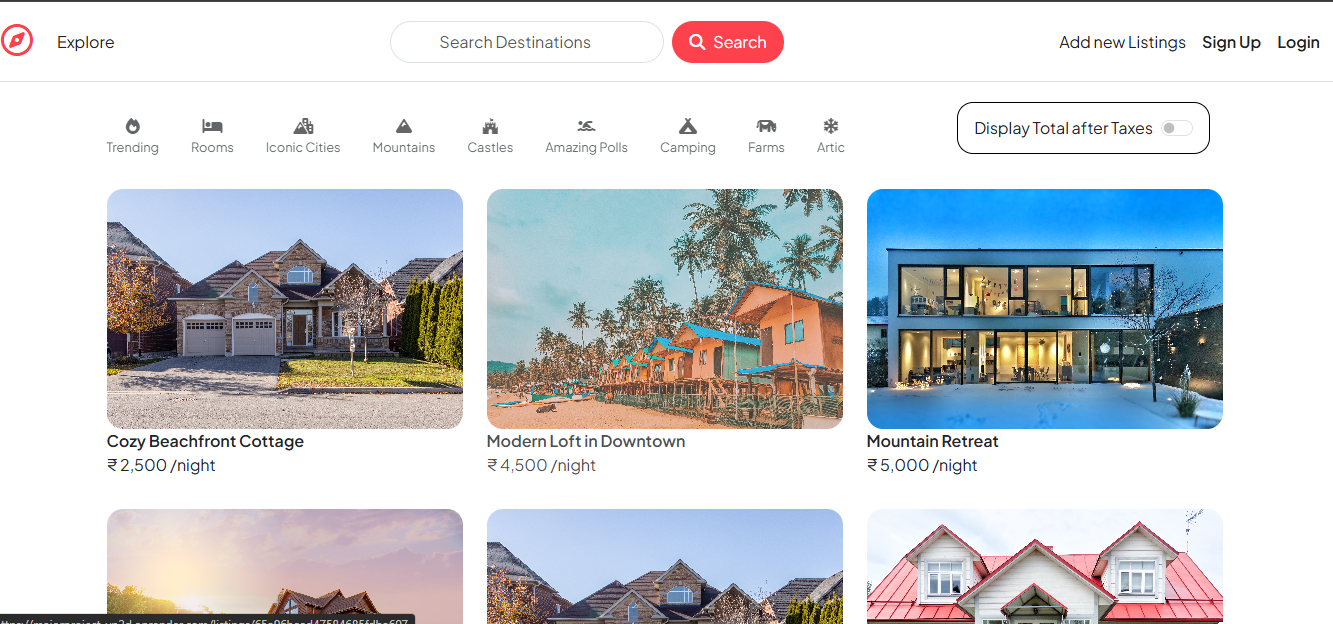 Explore
Search Destinations
Search
Add new Listings
Sign Up
Login
Trending
Rooms
Iconic Cities
Mountains
Castles
Amazing Polls
Camping
Farms
Artic
Display Total after Taxes
Cozy Beachfront Cottage
₹ 2,500 /night
Modern Loft in Downtown
₹ 4,500 /night
Mountain Retreat
₹ 5,000 /night